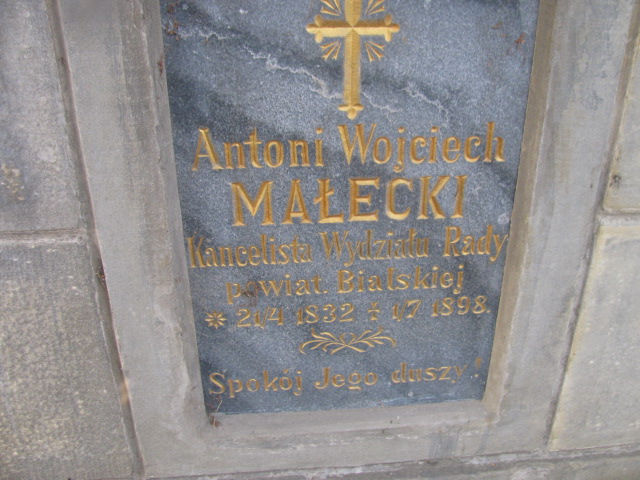 Antoni Wojciech
MAŁECKI
Kancelista Wydziału Rady
powiat. Bialskiej
* 21/4 1832 ✝ 1/7 1898.
Spokój Jego duszy!